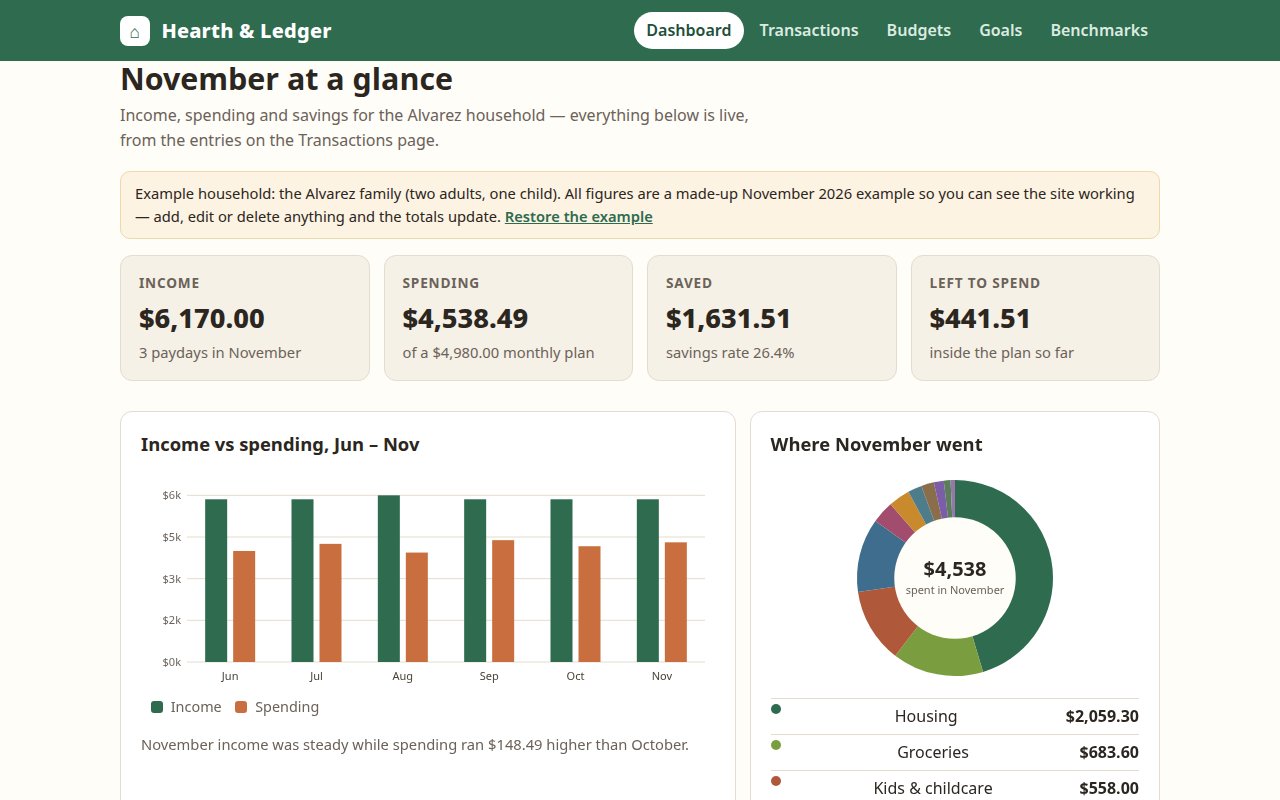 ⌂ Hearth & Ledger
Dashboard Transactions Budgets Goals Benchmarks
November at a glance
Income, spending and savings for the Alvarez household — everything below is live,
from the entries on the Transactions page.
Example household: the Alvarez family (two adults, one child). All figures are a made-up November 2026 example so you can see the site working
— add, edit or delete anything and the totals update. Restore the example
INCOME
$6,170.00
3 paydays in November
SPENDING
$4,538.49
of a $4,980.00 monthly plan
SAVED
$1,631.51
savings rate 26.4%
LEFT TO SPEND
$441.51
inside the plan so far
Income vs spending, Jun – Nov
$6k
$5k
$3k
$2k
$0k
Jun Jul Aug Sep Oct Nov
Income Spending
November income was steady while spending ran $148.49 higher than October.
Where November went
$4,538
spent in November
Housing $2,059.30
Groceries $683.60
Kids & childcare $558.00